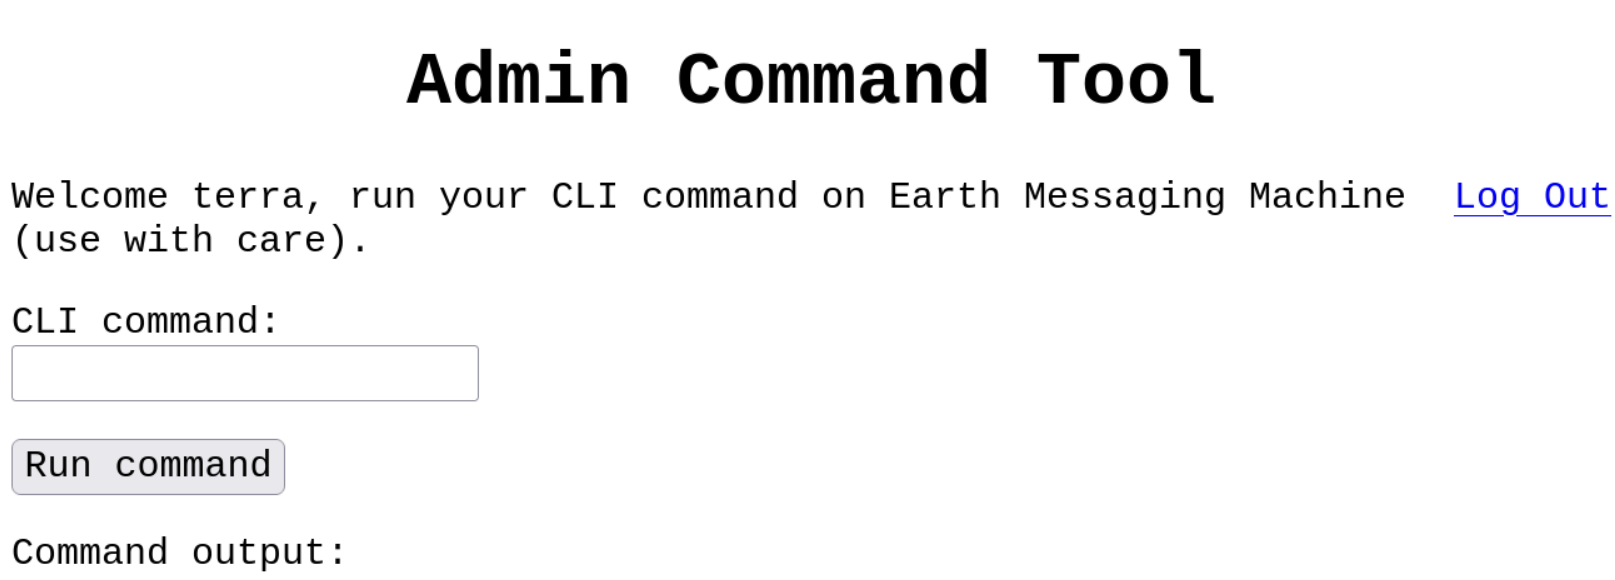 Admin Command Tool
Welcome terra, run your CLI command on Earth Messaging Machine Log Out
(use with care).
CLI command:
Run command
Command output: